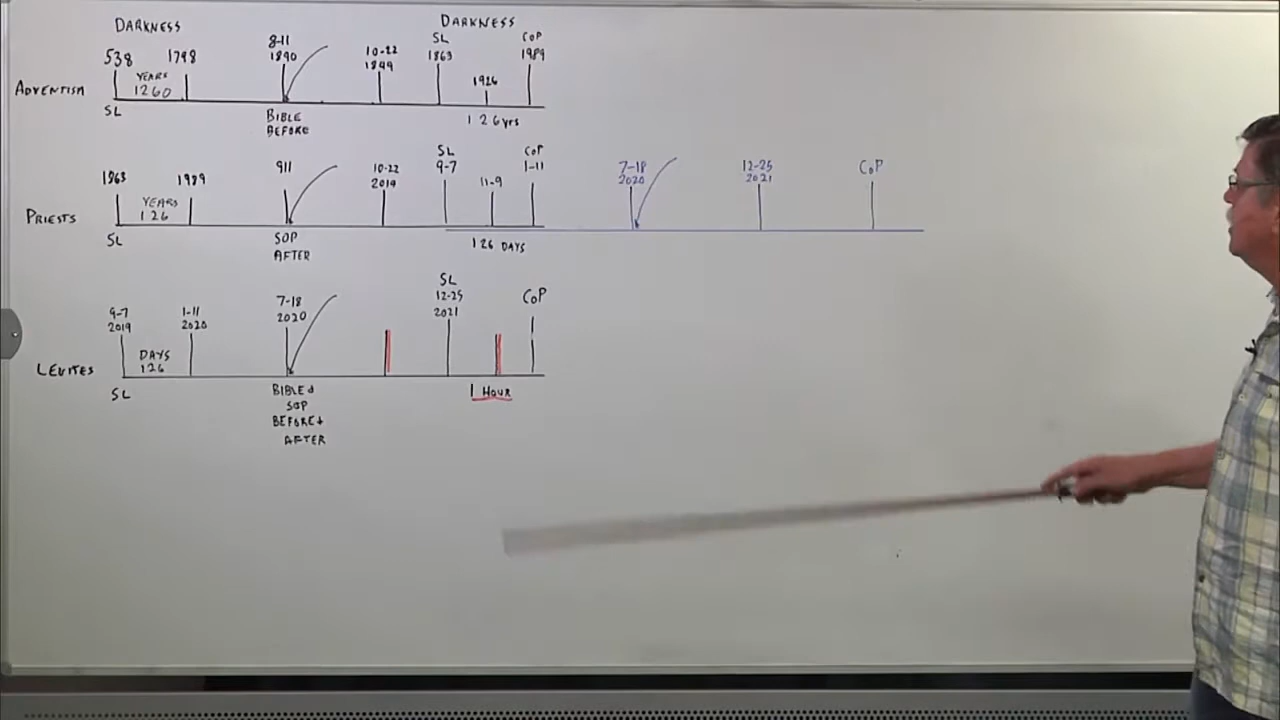 DARKNESS DARKNESS
SL CoP
538 1798 8-11 10-22 1863 1989
1840 1844
YEARS 1926
ADVENTISM 1260
SL BIBLE 126yrs
BEFORE
SL CoP
1863 1989 911 10-22 9-7 1-11 7-18 12-25 CoP
2019 11-9 2020 2021
YEARS
PRIESTS 126
SL SOP 126 DAYS
AFTER
SL
9-7 1-11 7-18 12-25 CoP
2019 2020 2020 2021
DAYS
LEVITES 126
SL BIBLE+ 1 HOUR
SOP
BEFORE+
AFTER